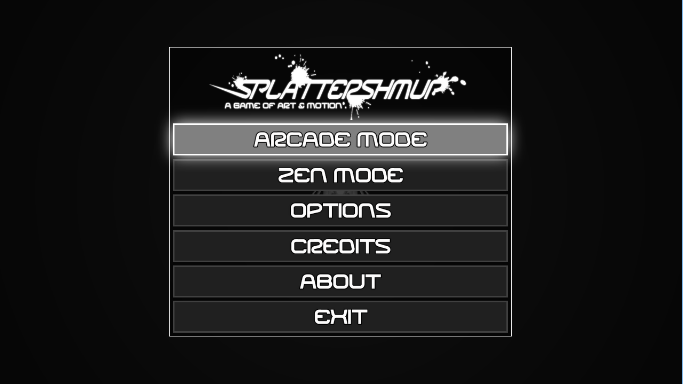 SPLATTERSHMUP
A GAME OF ART & MOTION
ARCADE MODE
ZEN MODE
OPTIONS
CREDITS
ABOUT
EXIT